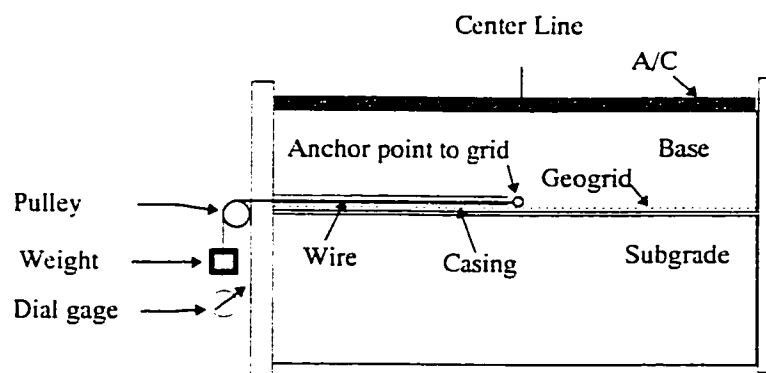 Center Line
A/C
Anchor point to grid
Base
Geogrid
Pulley
Weight
Wire
Casing
Subgrade
Dial gage